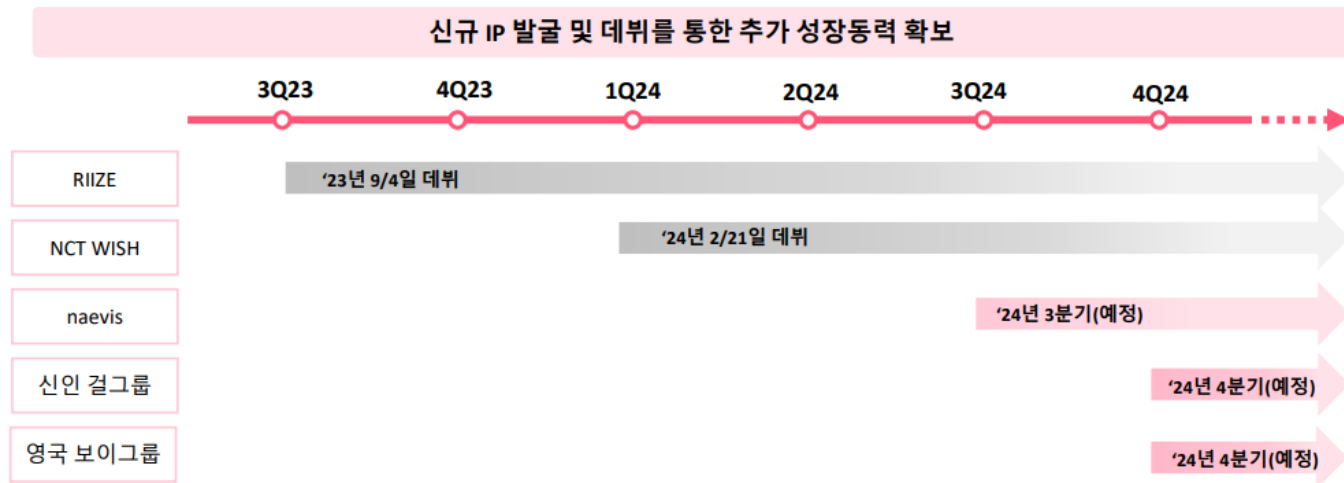 신규 IP 발굴 및 데뷔를 통한 추가 성장동력 확보
3Q23 4Q23 1Q24 2Q24 3Q24 4Q24
RIIZE ‘23년 9/4일 데뷔
NCT WISH ‘24년 2/21일 데뷔
naevis ‘24년 3분기(예정)
신인 걸그룹 ‘24년 4분기(예정)
영국 보이그룹 ‘24년 4분기(예정)